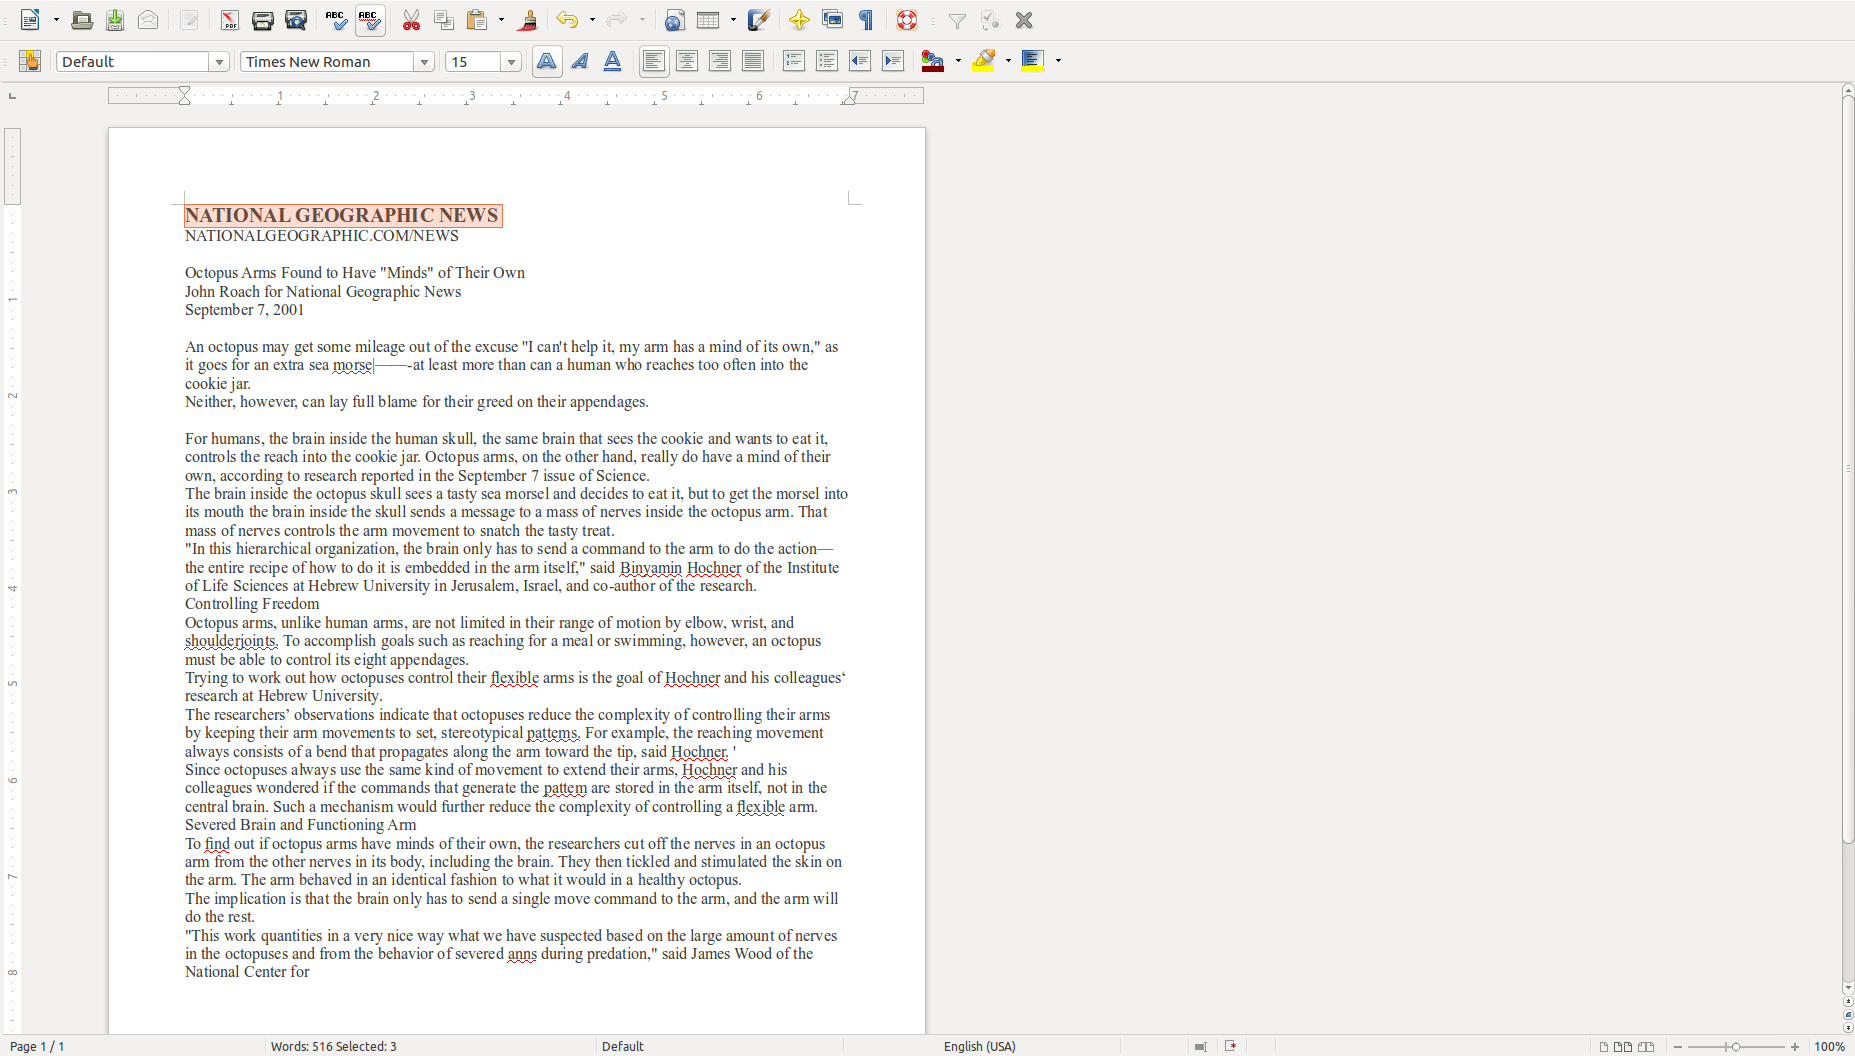 Default
Times New Roman
15
1 2 3 4 5 6 7
NATIONAL GEOGRAPHIC NEWS
NATIONALGEOGRAPHIC.COM/NEWS
Octopus Arms Found to Have "Minds" of Their Own
John Roach for National Geographic News
September 7, 2001
An octopus may get some mileage out of the excuse "I can't help it, my arm has a mind of its own," as
it goes for an extra sea morse|——-at least more than can a human who reaches too often into the
cookie jar.
Neither, however, can lay full blame for their greed on their appendages.
For humans, the brain inside the human skull, the same brain that sees the cookie and wants to eat it,
controls the reach into the cookie jar. Octopus arms, on the other hand, really do have a mind of their
own, according to research reported in the September 7 issue of Science.
The brain inside the octopus skull sees a tasty sea morsel and decides to eat it, but to get the morsel into
its mouth the brain inside the skull sends a message to a mass of nerves inside the octopus arm. That
mass of nerves controls the arm movement to snatch the tasty treat.
"In this hierarchical organization, the brain only has to send a command to the arm to do the action—
the entire recipe of how to do it is embedded in the arm itself," said Binyamin Hochner of the Institute
of Life Sciences at Hebrew University in Jerusalem, Israel, and co-author of the research.
Controlling Freedom
Octopus arms, unlike human arms, are not limited in their range of motion by elbow, wrist, and
shoulderjoints. To accomplish goals such as reaching for a meal or swimming, however, an octopus
must be able to control its eight appendages.
Trying to work out how octopuses control their flexible arms is the goal of Hochner and his colleagues‘
research at Hebrew University.
The researchers’ observations indicate that octopuses reduce the complexity of controlling their arms
by keeping their arm movements to set, stereotypical pattems. For example, the reaching movement
always consists of a bend that propagates along the arm toward the tip, said Hochner. '
Since octopuses always use the same kind of movement to extend their arms, Hochner and his
colleagues wondered if the commands that generate the pattem are stored in the arm itself, not in the
central brain. Such a mechanism would further reduce the complexity of controlling a flexible arm.
Severed Brain and Functioning Arm
To find out if octopus arms have minds of their own, the researchers cut off the nerves in an octopus
arm from the other nerves in its body, including the brain. They then tickled and stimulated the skin on
the arm. The arm behaved in an identical fashion to what it would in a healthy octopus.
The implication is that the brain only has to send a single move command to the arm, and the arm will
do the rest.
"This work quantities in a very nice way what we have suspected based on the large amount of nerves
in the octopuses and from the behavior of severed anns during predation," said James Wood of the
National Center for
1
2
3
4
5
6
7
8
Page 1 / 1
Words: 516 Selected: 3
Default
English (USA)
100%